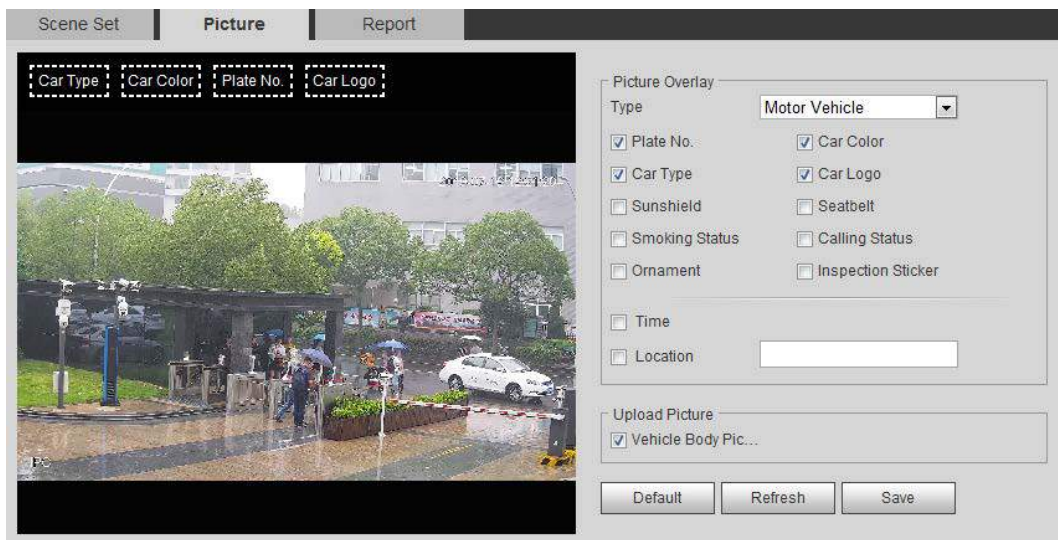 Scene Set Picture Report
Car Type Car Color Plate No. Car Logo
Picture Overlay
Type Motor Vehicle
Plate No. Car Color
Car Type Car Logo
Sunshield Seatbelt
Smoking Status Calling Status
Ornament Inspection Sticker
Time
Location
Upload Picture
Vehicle Body Pic...
Default Refresh Save